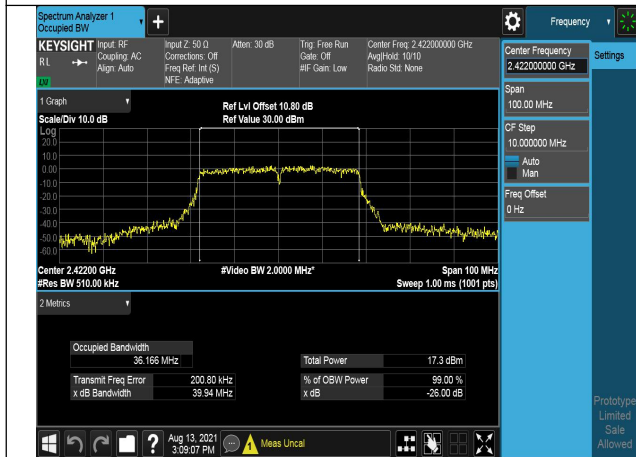 Spectrum Analyzer 1
Occupied BW
+
Frequency
KEYSIGHT
RL
LV
Input: RF
Coupling: AC
Align: Auto
Input Z: 50 Ω
Corrections: Off
Freq Ref: Int (S)
NFE: Adaptive
Atten: 30 dB
Trig: Free Run
Gate: Off
#IF Gain: Low
Center Freq: 2.422000000 GHz
Avg|Hold: 10/10
Radio Std: None
Center Frequency
2.422000000 GHz
Settings
Span
100.00 MHz
CF Step
10.000000 MHz
Auto
Man
Freq Offset
0 Hz
1 Graph
Scale/Div 10.0 dB
Ref Lvl Offset 10.80 dB
Ref Value 30.00 dBm
Log
20.0
10.0
0.00
-10.0
-20.0
-30.0
-40.0
-50.0
-60.0
Center 2.42200 GHz
#Video BW 2.0000 MHz*
Span 100 MHz
#Res BW 510.00 kHz
Sweep 1.00 ms (1001 pts)
2 Metrics
Occupied Bandwidth
36.166 MHz
Total Power 17.3 dBm
Transmit Freq Error 200.80 kHz
% of OBW Power 99.00 %
x dB Bandwidth 39.94 MHz
x dB -26.00 dB
?
Aug 13, 2021
3:09:07 PM
Meas Uncal
Prototype
Limited
Sale
Allowed